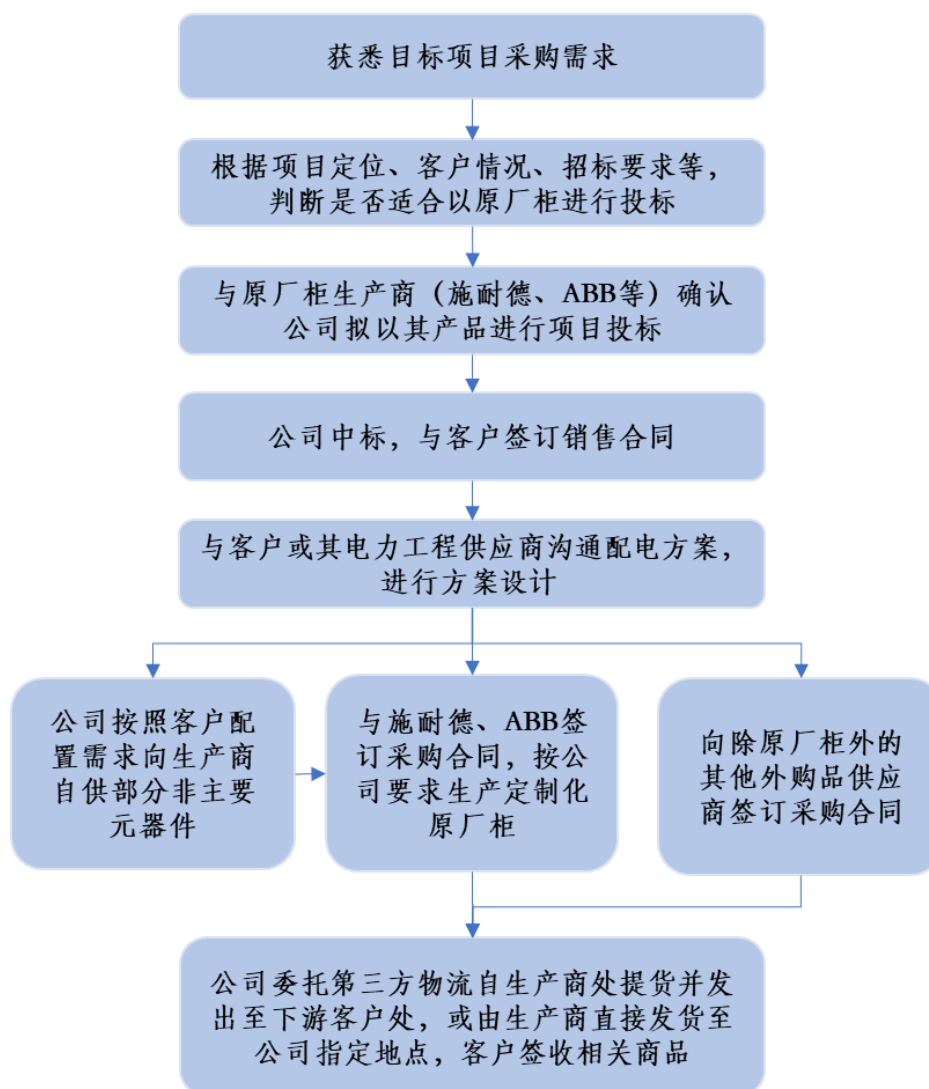 获悉目标项目采购需求
根据项目定位、客户情况、招标要求等，
判断是否适合以原厂柜进行投标
与原厂柜生产商（施耐德、ABB等）确认
公司拟以其产品进行项目投标
公司中标，与客户签订销售合同
与客户或其电力工程供应商沟通配电方案，
进行方案设计
公司按照客户配
置需求向生产商
自供部分非主要
元器件
与施耐德、ABB签
订采购合同，按公
司要求生产定制化
原厂柜
向除原厂柜外的
其他外购品供应
商签订采购合同
公司委托第三方物流自生产商处提货并发
出至下游客户处，或由生产商直接发货至
公司指定地点，客户签收相关商品